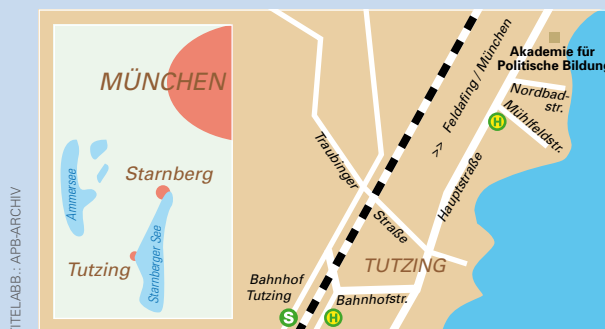 TITELABB.: APB-ARCHIV
MÜNCHEN
Starnberg
Ammersee
Starnberger See
Tutzing
Akademie für
Politische Bildung
Nordbad-
str.
Mühlfeldstr.
>> Feldafing / München
H
Hauptstraße
Traubinger
Straße
TUTZING
Bahnhof
Tutzing
Bahnhofstr.
S
H